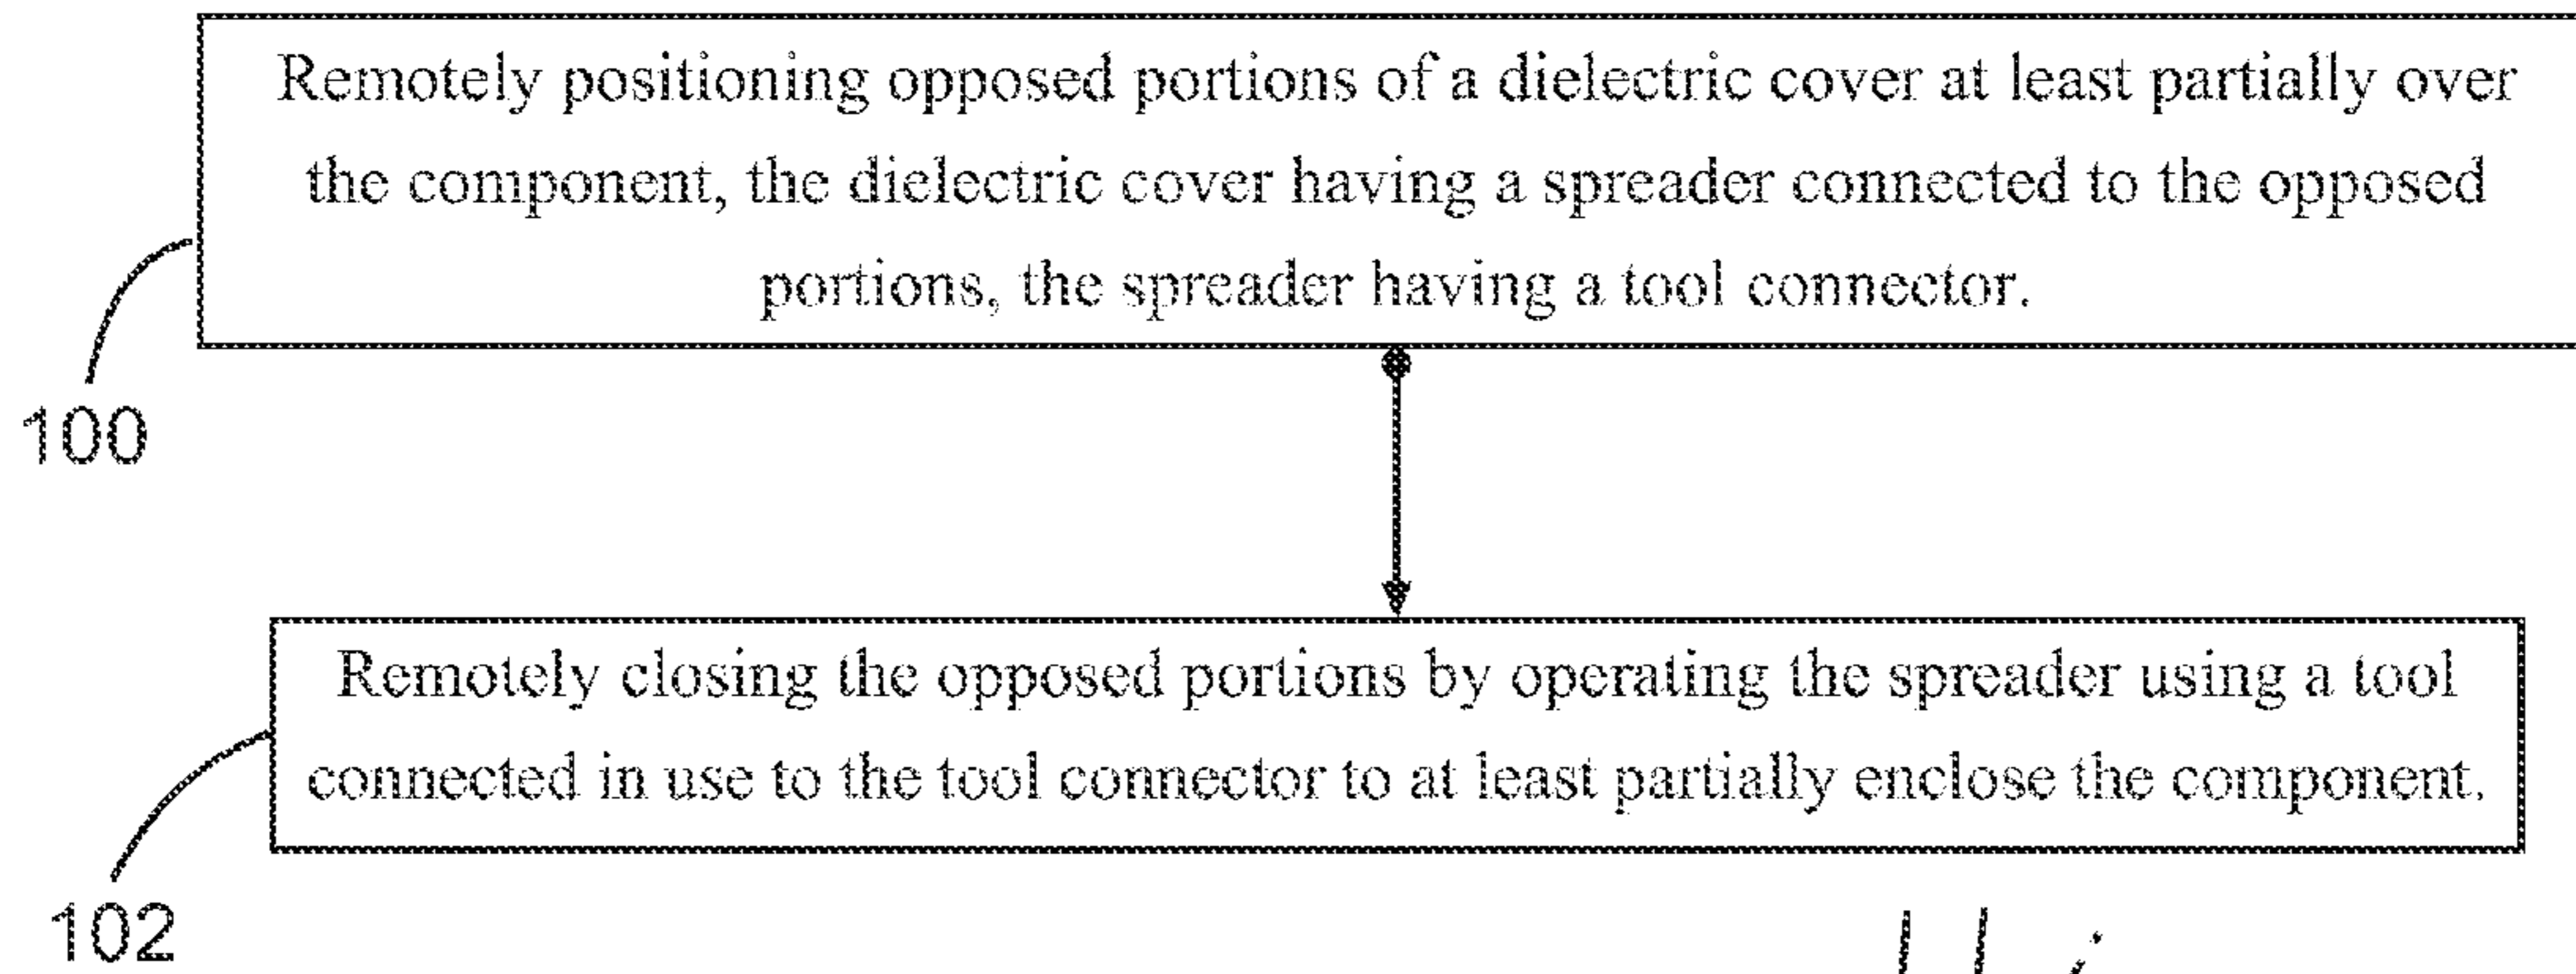 Remotely positioning opposed portions of a dielectric cover at least partially over
the component, the dielectric cover having a spreader connected to the opposed
portions, the spreader having a tool connector.
100
Remotely closing the opposed portions by operating the spreader using a tool
connected in use to the tool connector to at least partially enclose the component.
102